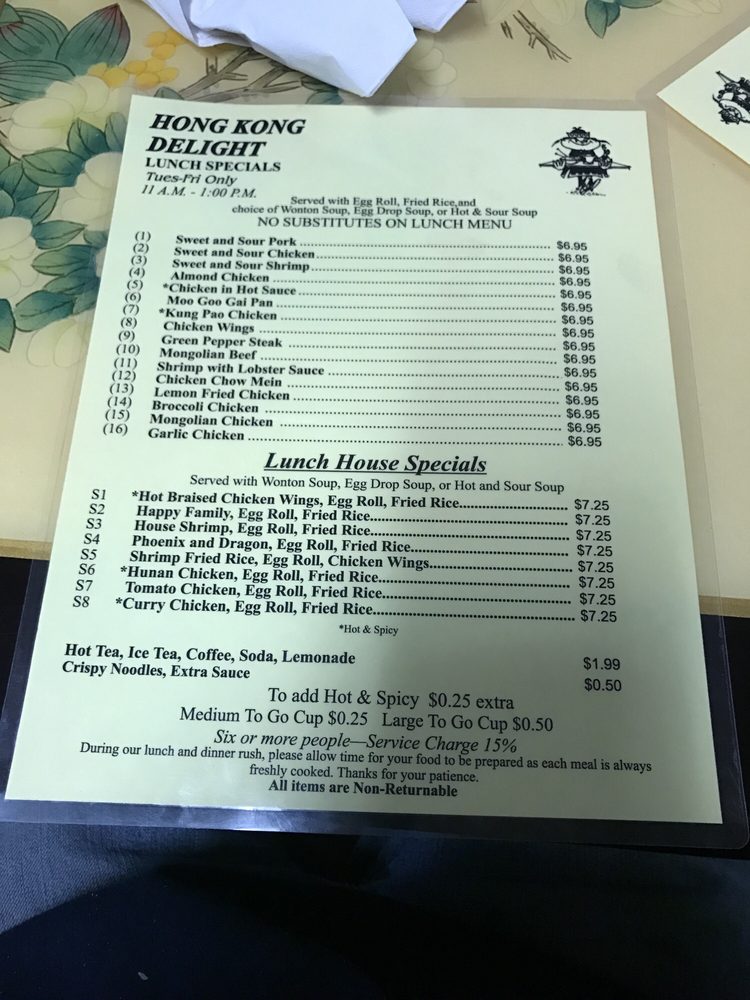 HONG KONG
DELIGHT
LUNCH SPECIALS
Tues-Fri Only
11 A.M. - 1:00 P.M.
Served with Egg Roll, Fried Rice,and
choice of Wonton Soup, Egg Drop Soup, or Hot & Sour Soup
NO SUBSTITUTES ON LUNCH MENU
(1) Sweet and Sour Pork $6.95
(2) Sweet and Sour Chicken $6.95
(3) Sweet and Sour Shrimp $6.95
(4) Almond Chicken $6.95
(5) *Chicken in Hot Sauce $6.95
(6) Moo Goo Gai Pan $6.95
(7) *Kung Pao Chicken $6.95
(8) Chicken Wings $6.95
(9) Green Pepper Steak $6.95
(10) Mongolian Beef $6.95
(11) Shrimp with Lobster Sauce $6.95
(12) Chicken Chow Mein $6.95
(13) Lemon Fried Chicken $6.95
(14) Broccoli Chicken $6.95
(15) Mongolian Chicken $6.95
(16) Garlic Chicken $6.95
Lunch House Specials
Served with Wonton Soup, Egg Drop Soup, or Hot and Sour Soup
S1 *Hot Braised Chicken Wings, Egg Roll, Fried Rice $7.25
S2 Happy Family, Egg Roll, Fried Rice $7.25
S3 House Shrimp, Egg Roll, Fried Rice $7.25
S4 Phoenix and Dragon, Egg Roll, Fried Rice $7.25
S5 Shrimp Fried Rice, Egg Roll, Chicken Wings $7.25
S6 *Hunan Chicken, Egg Roll, Fried Rice $7.25
S7 Tomato Chicken, Egg Roll, Fried Rice $7.25
S8 *Curry Chicken, Egg Roll, Fried Rice $7.25
*Hot & Spicy
Hot Tea, Ice Tea, Coffee, Soda, Lemonade $1.99
Crispy Noodles, Extra Sauce $0.50
To add Hot & Spicy $0.25 extra
Medium To Go Cup $0.25 Large To Go Cup $0.50
Six or more people—Service Charge 15%
During our lunch and dinner rush, please allow time for your food to be prepared as each meal is always
freshly cooked. Thanks for your patience.
All items are Non-Returnable